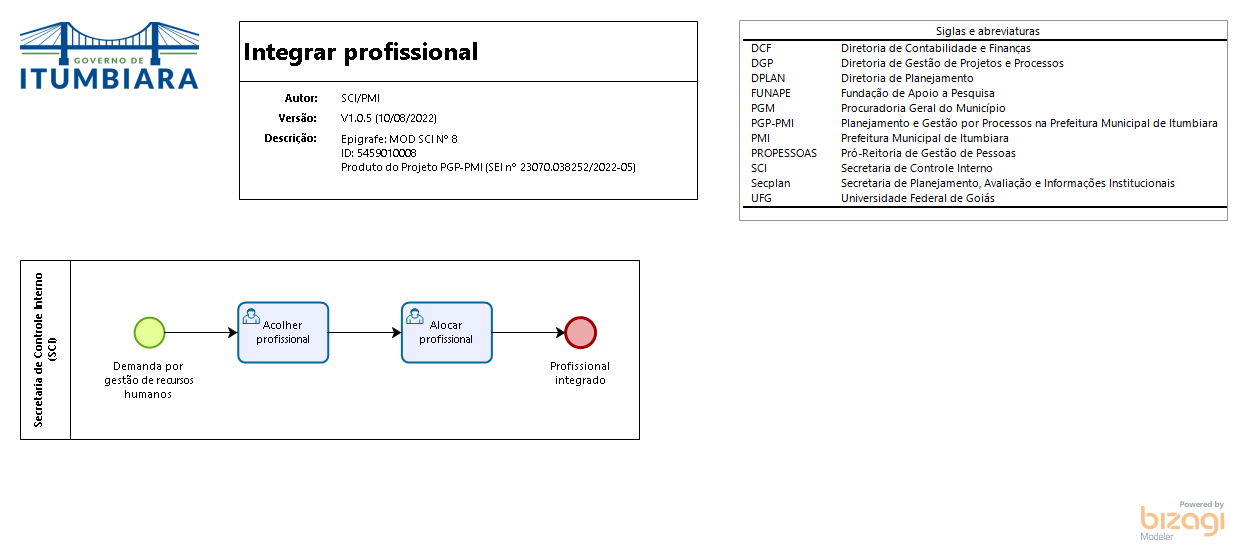 GOVERNO DE
ITUMBIARA
Integrar profissional
Autor: SCI/PMI
Versão: V1.0.5 (10/08/2022)
Descrição: Epigrafe: MOD SCI Nº 8
ID: 5459010008
Produto do Projeto PGP-PMI (SEI nº 23070.038252/2022-05)
Siglas e abreviaturas
DCF Diretoria de Contabilidade e Finanças
DGP Diretoria de Gestão de Projetos e Processos
DPLAN Diretoria de Planejamento
FUNAPE Fundação de Apoio a Pesquisa
PGM Procuradoria Geral do Município
PGP-PMI Planejamento e Gestão por Processos na Prefeitura Municipal de Itumbiara
PMI Prefeitura Municipal de Itumbiara
PROPESSOAS Pró-Reitoria de Gestão de Pessoas
SCI Secretaria de Controle Interno
Secplan Secretaria de Planejamento, Avaliação e Informações Institucionais
UFG Universidade Federal de Goiás
Secretaria de Controle Interno
(SCI)
Demanda por
gestão de recursos
humanos
Acolher
profissional
Alocar
profissional
Profissional
integrado
Powered by
bizagi
Modeler